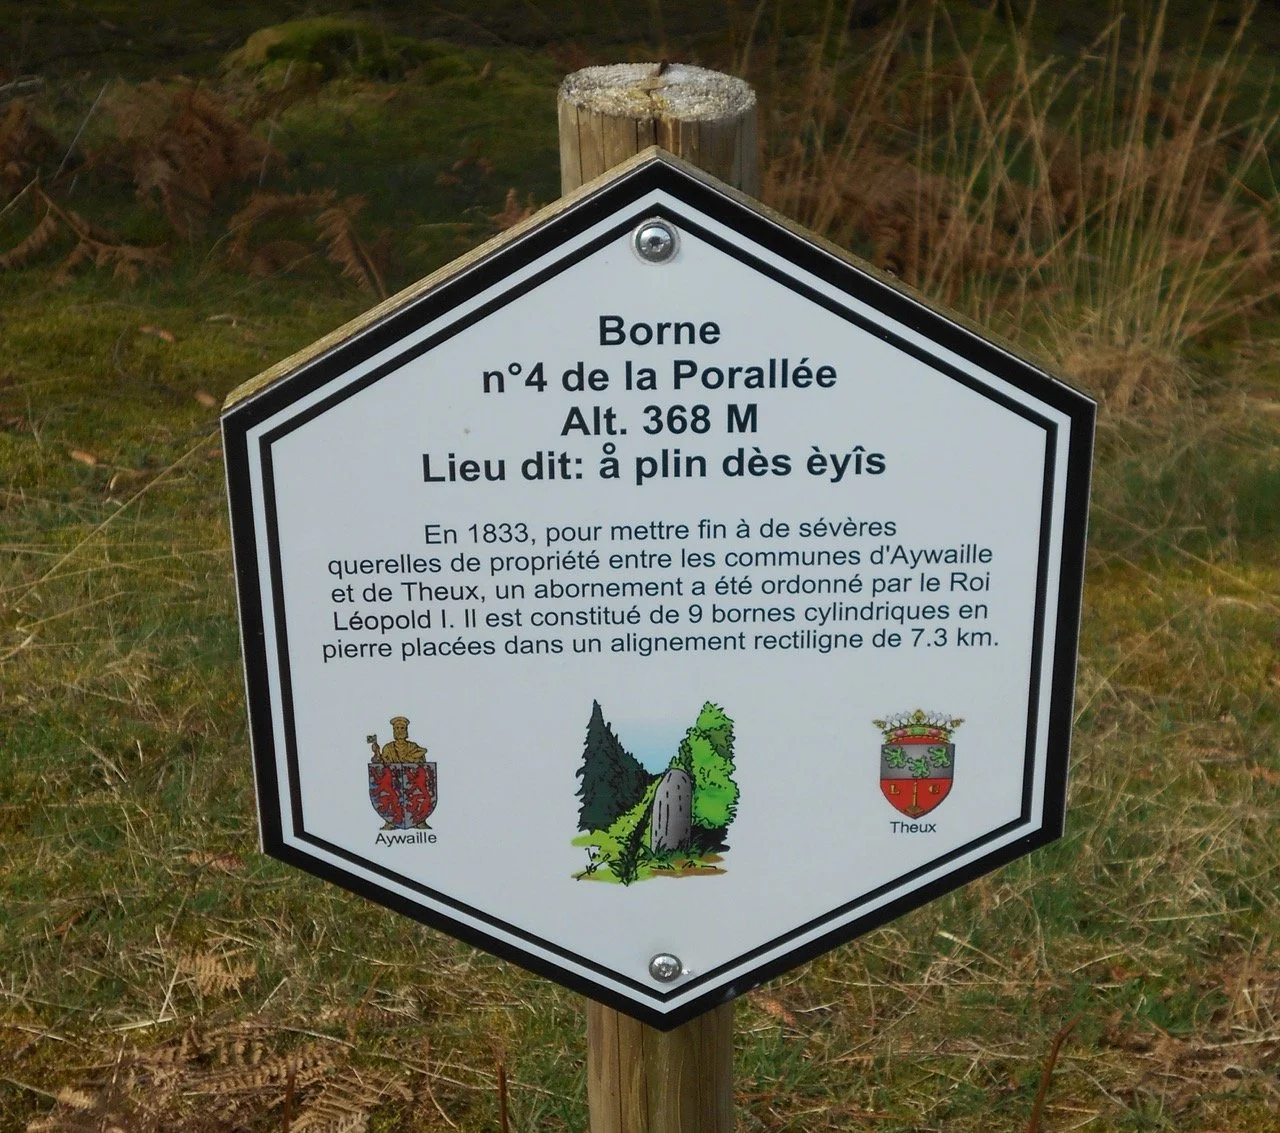 Borne
n°4 de la Porallée
Alt. 368 M
Lieu dit: å plin dès èyîs
En 1833, pour mettre fin à de sévères
querelles de propriété entre les communes d'Aywaille
et de Theux, un abornement a été ordonné par le Roi
Léopold I. Il est constitué de 9 bornes cylindriques en
pierre placées dans un alignement rectiligne de 7.3 km.
L C
Aywaille
Theux